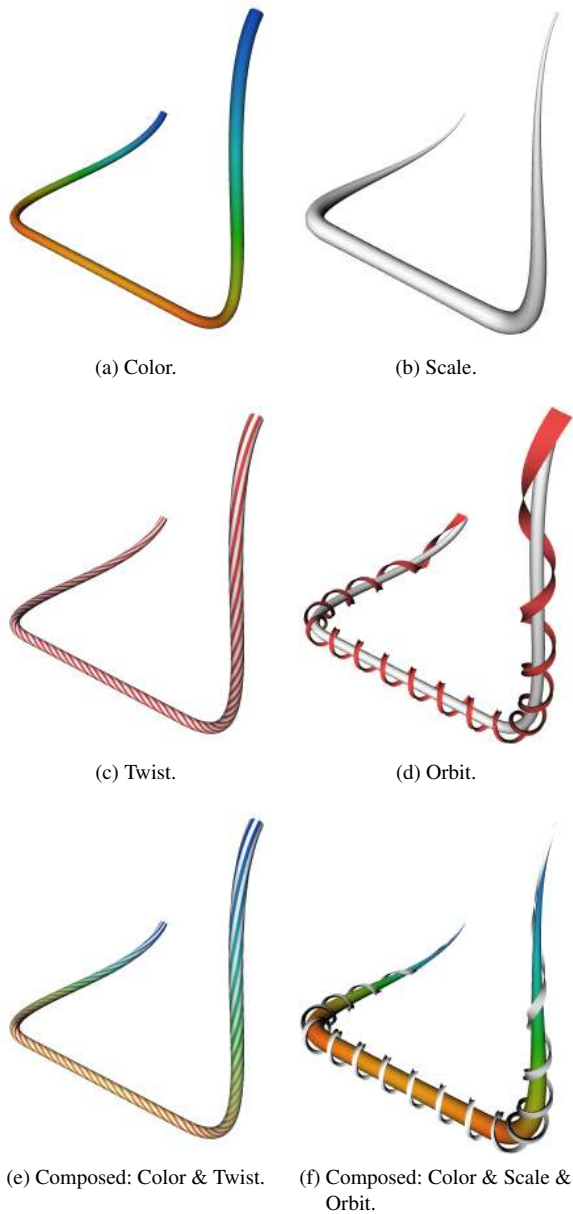 (a) Color.
(b) Scale.
(c) Twist.
(d) Orbit.
(e) Composed: Color & Twist.
(f) Composed: Color & Scale &
Orbit.